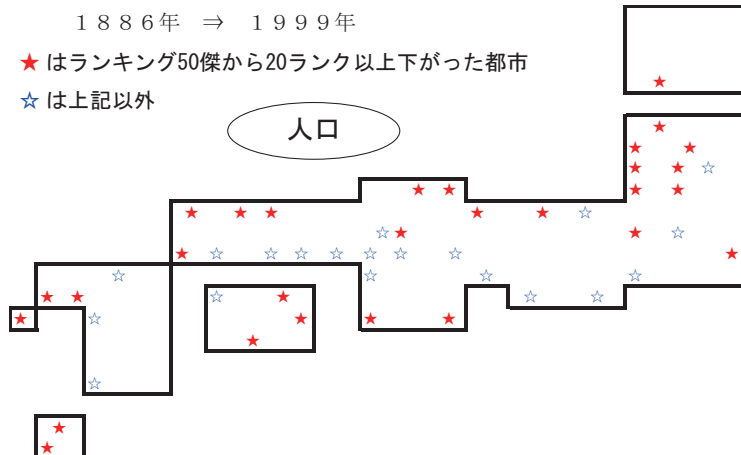 １８８６年 ⇒ １９９９年
★ はランキング50傑から20ランク以上下がった都市
☆ は上記以外
人口